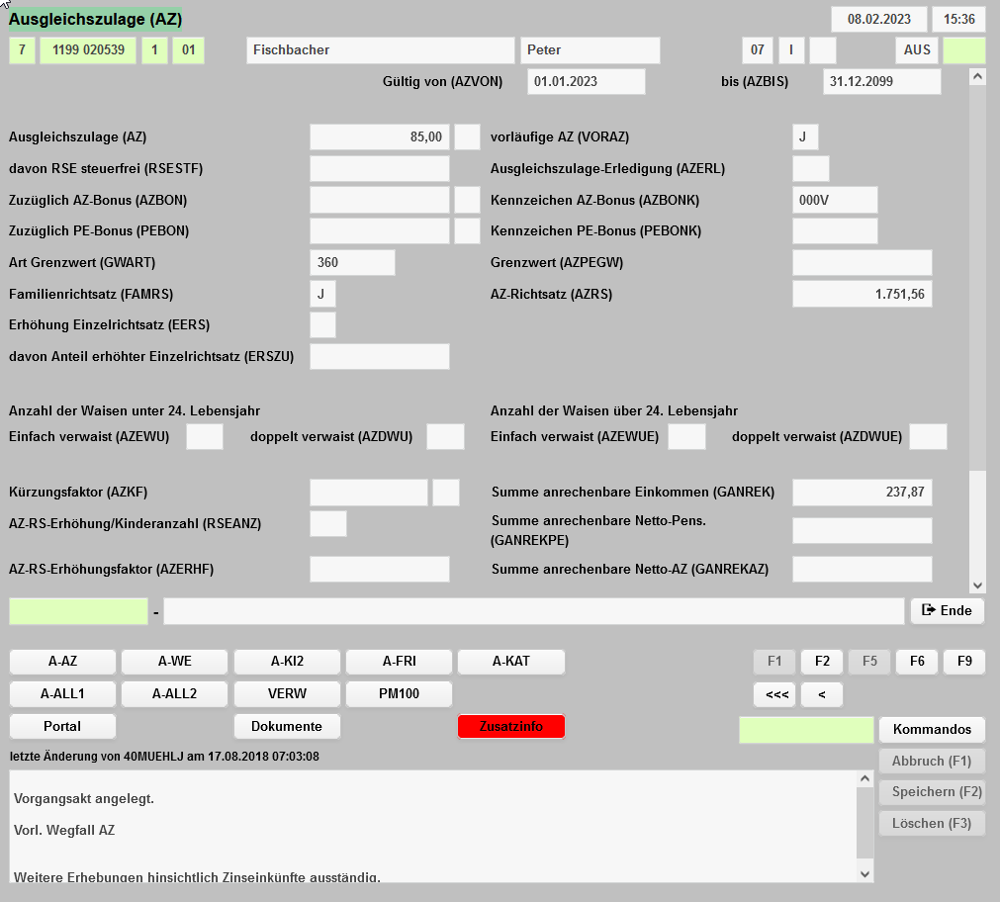 Ausgleichszulage (AZ) 08.02.2023 15:36
7 1199 020539 1 01 Fischbacher Peter 07 I AUS
Gültig von (AZVON) 01.01.2023 bis (AZBIS) 31.12.2099
Ausgleichszulage (AZ) 85,00 vorläufige AZ (VORAZ) J
davon RSE steuerfrei (RSESTF) Ausgleichszulage-Erledigung (AZERL)
Zuzüglich AZ-Bonus (AZBON) Kennzeichen AZ-Bonus (AZBONK) 000V
Zuzüglich PE-Bonus (PEBON) Kennzeichen PE-Bonus (PEBONK)
Art Grenzwert (GWART) 360 Grenzwert (AZPEGW)
Familienrichtsatz (FAMRS) J AZ-Richtsatz (AZRS) 1.751,56
Erhöhung Einzelrichtsatz (EERS)
davon Anteil erhöhter Einzelrichtsatz (ERSZU)
Anzahl der Waisen unter 24. Lebensjahr Anzahl der Waisen über 24. Lebensjahr
Einfach verwaist (AZEWU) doppelt verwaist (AZDWU) Einfach verwaist (AZEWUE) doppelt verwaist (AZDWUE)
Kürzungsfaktor (AZKF) Summe anrechenbare Einkommen (GANREK) 237,87
AZ-RS-Erhöhung/Kinderanzahl (RSEANZ) Summe anrechenbare Netto-Pens.
(GANREKPE)
AZ-RS-Erhöhungsfaktor (AZERHF) Summe anrechenbare Netto-AZ (GANREKAZ)
- Ende
A-AZ A-WE A-KI2 A-FRI A-KAT F1 F2 F5 F6 F9
A-ALL1 A-ALL2 VERW PM100 <<< <
Portal Dokumente Zusatzinfo Kommandos
letzte Änderung von 40MUEHLJ am 17.08.2018 07:03:08
Abbruch (F1)
Speichern (F2)
Löschen (F3)
Vorgangsakt angelegt.
Vorl. Wegfall AZ
Weitere Erhebungen hinsichtlich Zinseinkünfte ausständig.